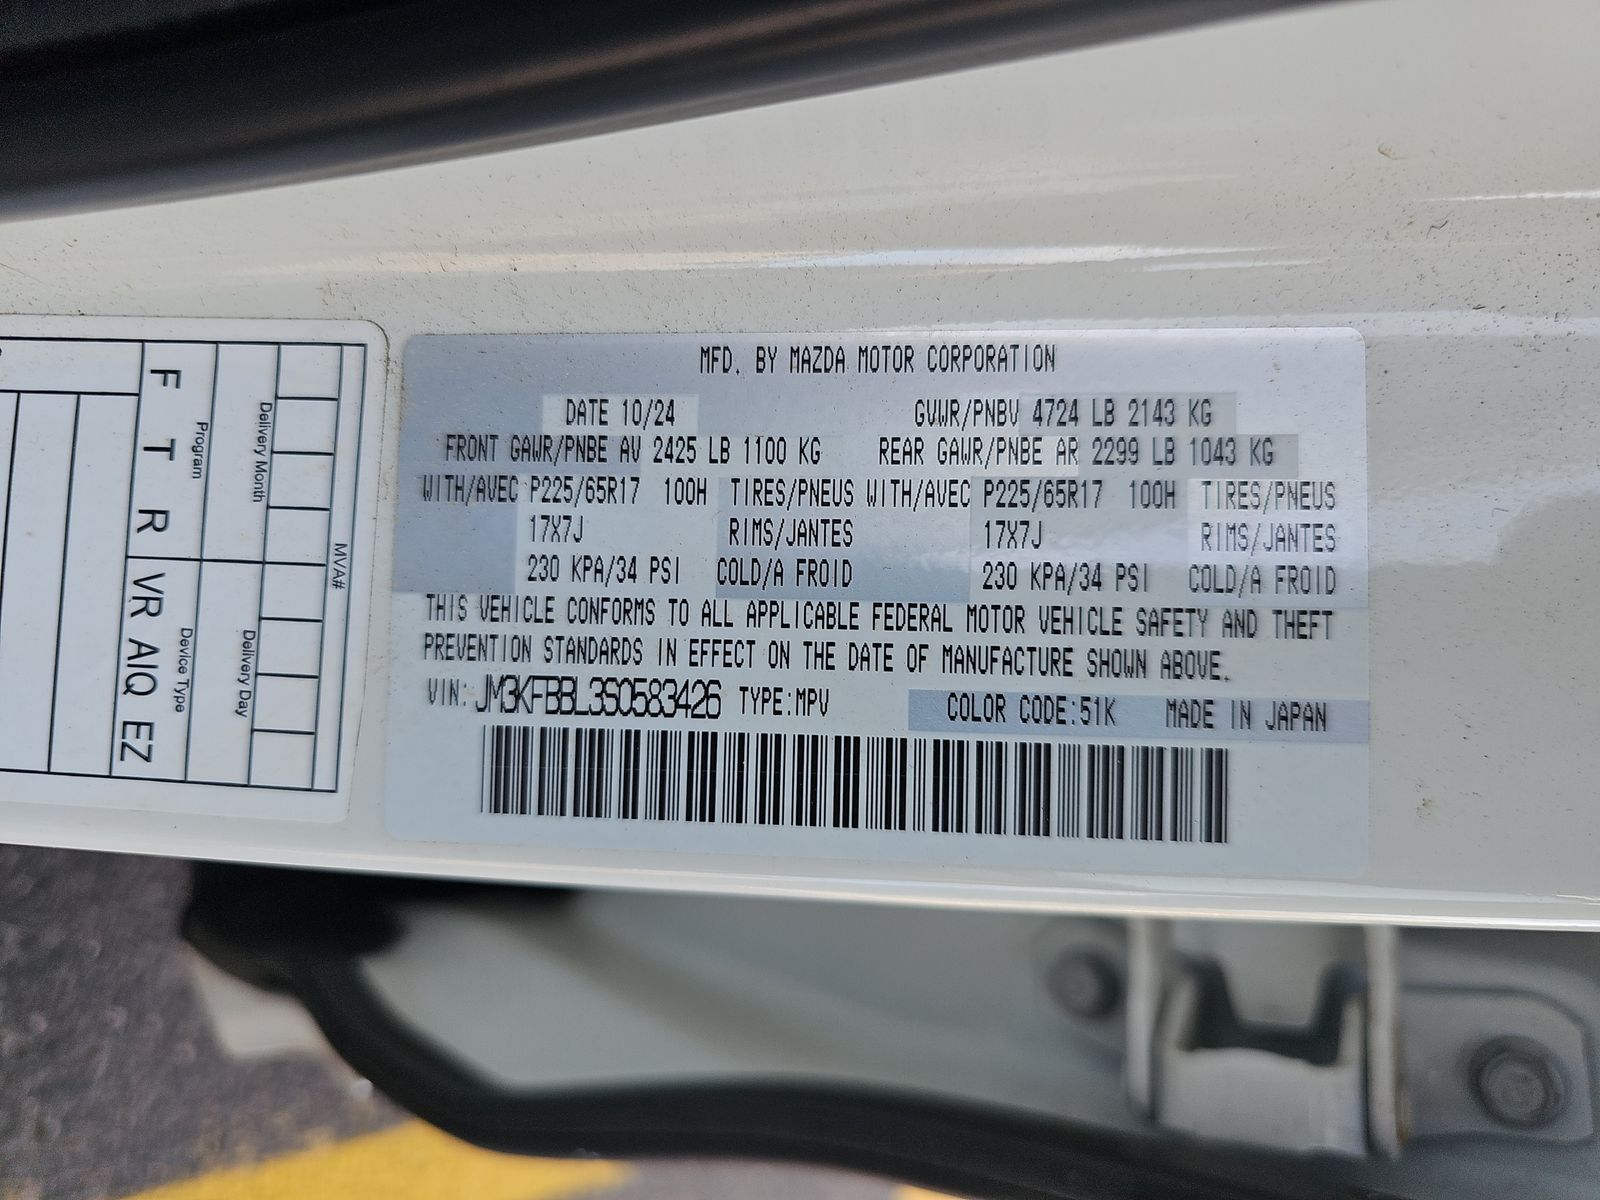 MFD. BY MAZDA MOTOR CORPORATION
DATE 10/24 GVWR/PNBV 4724 LB 2143 KG
FRONT GAWR/PNBE AV 2425 LB 1100 KG REAR GAWR/PNBE AR 2299 LB 1043 KG
WITH/AVEC P225/65R17 100H TIRES/PNEUS WITH/AVEC P225/65R17 100H TIRES/PNEUS
17X7J RIMS/JANTES 17X7J RIMS/JANTES
230 KPA/34 PSI COLD/A FROID 230 KPA/34 PSI COLD/A FROID
THIS VEHICLE CONFORMS TO ALL APPLICABLE FEDERAL MOTOR VEHICLE SAFETY AND THEFT
PREVENTION STANDARDS IN EFFECT ON THE DATE OF MANUFACTURE SHOWN ABOVE.
VIN: JM3KFBBL3S0583426 TYPE:MPV COLOR CODE:51K MADE IN JAPAN
MVA#
Delivery Month Delivery Day
Program Device Type
F T R VR AIQ EZ